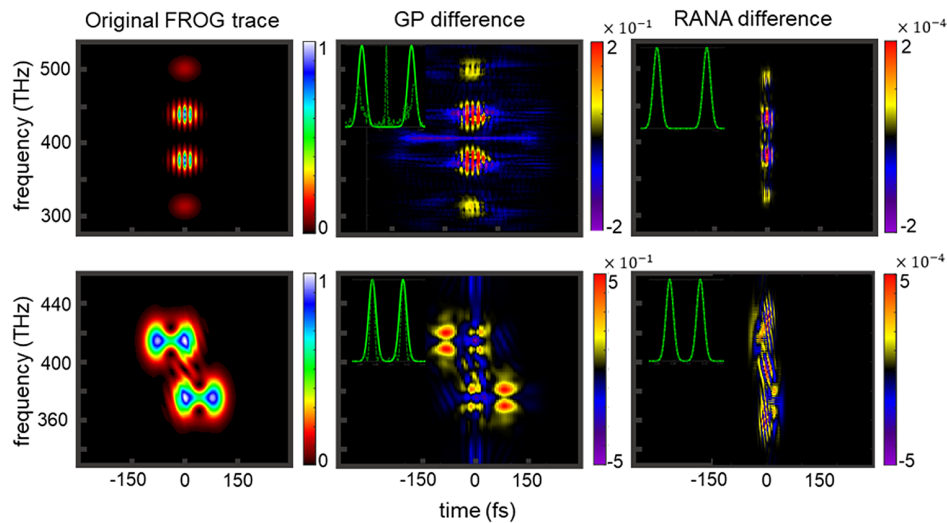 Original FROG trace GP difference RANA difference
1 × 10⁻¹ × 10⁻⁴
2 2
500
frequency (THz)
400
300
0 -2 -2
1 × 10⁻¹ × 10⁻⁴
5 5
440
frequency (THz)
400
360
0 -5 -5
-150 0 150 -150 0 150 -150 0 150
time (fs)